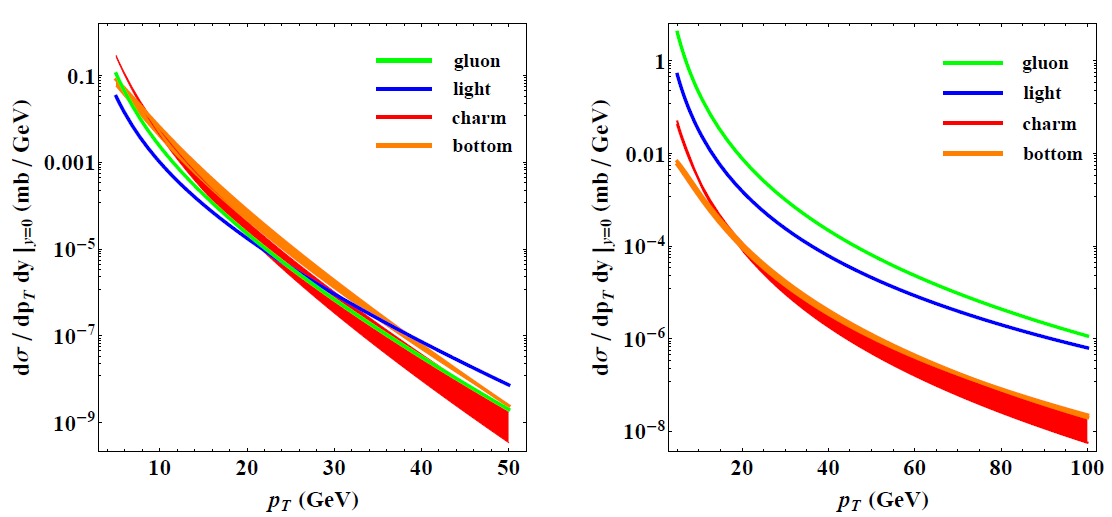 dσ / dp_T dy |_{y=0} (mb / GeV)
0.1
0.001
10^{-5}
10^{-7}
10^{-9}
gluon
light
charm
bottom
10 20 30 40 50
p_T (GeV)
dσ / dp_T dy |_{y=0} (mb / GeV)
1
0.01
10^{-4}
10^{-6}
10^{-8}
gluon
light
charm
bottom
20 40 60 80 100
p_T (GeV)